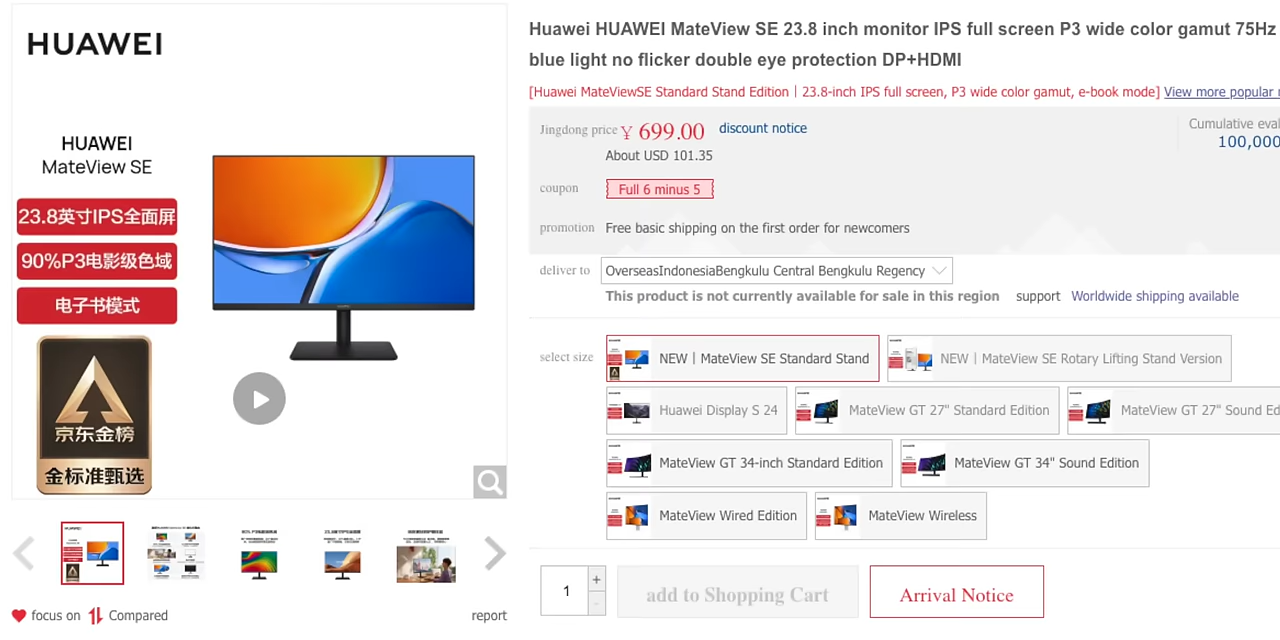 HUAWEI
HUAWEI
MateView SE
23.8英寸IPS全面屏
90%P3电影级色域
电子书模式
京东金榜
金标准甄选
focus on Compared report
Huawei HUAWEI MateView SE 23.8 inch monitor IPS full screen P3 wide color gamut 75Hz
blue light no flicker double eye protection DP+HDMI
[Huawei MateViewSE Standard Stand Edition | 23.8-inch IPS full screen, P3 wide color gamut, e-book mode] View more popular
Jingdong price ¥ 699.00 discount notice
About USD 101.35
Cumulative eval
100,000
coupon Full 6 minus 5
promotion Free basic shipping on the first order for newcomers
deliver to OverseasIndonesiaBengkulu Central Bengkulu Regency
This product is not currently available for sale in this region support Worldwide shipping available
select size NEW | MateView SE Standard Stand NEW | MateView SE Rotary Lifting Stand Version
Huawei Display S 24 MateView GT 27" Standard Edition MateView GT 27" Sound Ed
MateView GT 34-inch Standard Edition MateView GT 34" Sound Edition
MateView Wired Edition MateView Wireless
1 + - add to Shopping Cart Arrival Notice